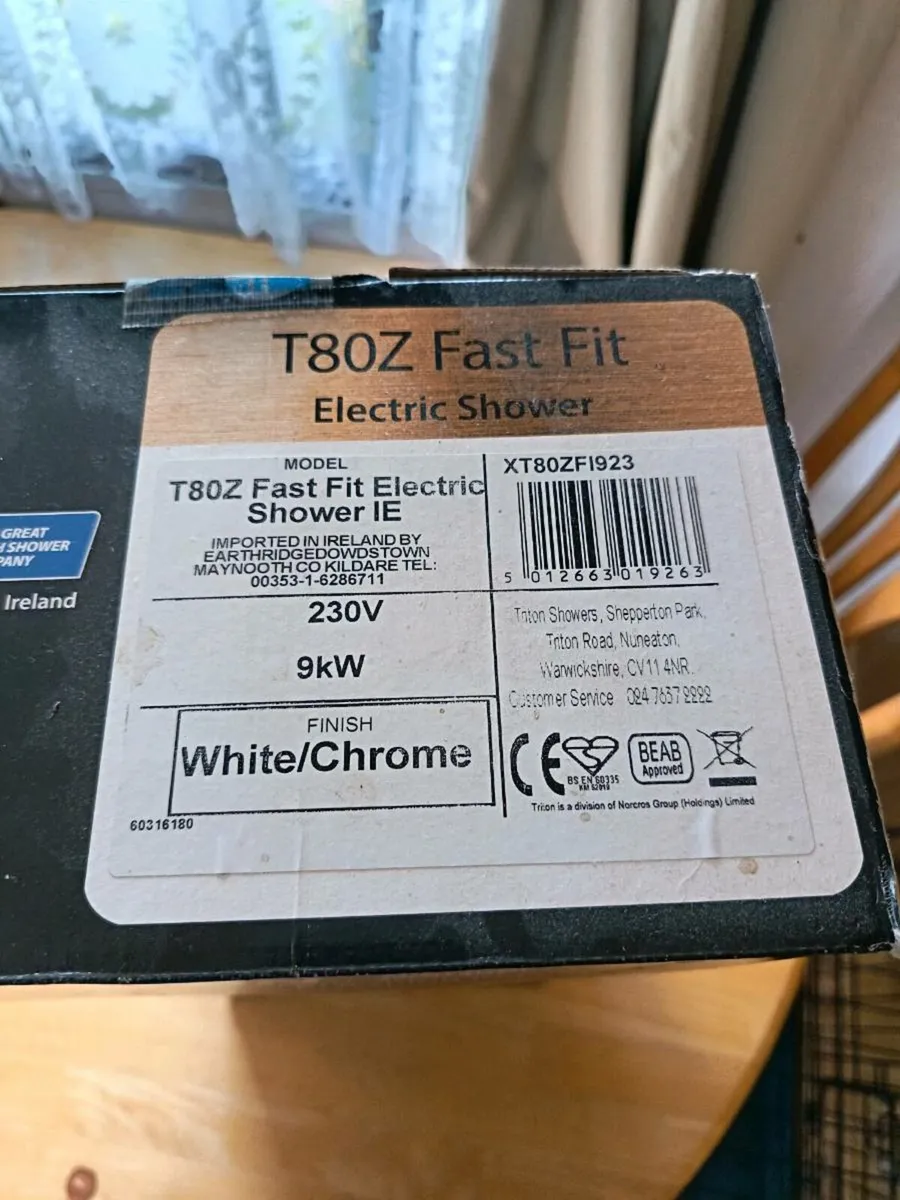 T80Z Fast Fit
Electric Shower
MODEL
T80Z Fast Fit Electric
Shower IE
IMPORTED IN IRELAND BY
EARTHRIDGEDOWDSTOWN
MAYNOOTH CO KILDARE TEL:
00353-1-6286711
230V
9kW
FINISH
White/Chrome
60316180
XT80ZFI923
5 012663 019263
Triton Showers, Shepperton Park,
Triton Road, Nuneaton,
Warwickshire, CV11 4NR.
Customer Service 024 7637 2222
CE
BS EN 60335
KM 52910
BEAB
Approved
Triton is a division of Norcros Group (Holdings) Limited
GREAT
H SHOWER
PANY
Ireland